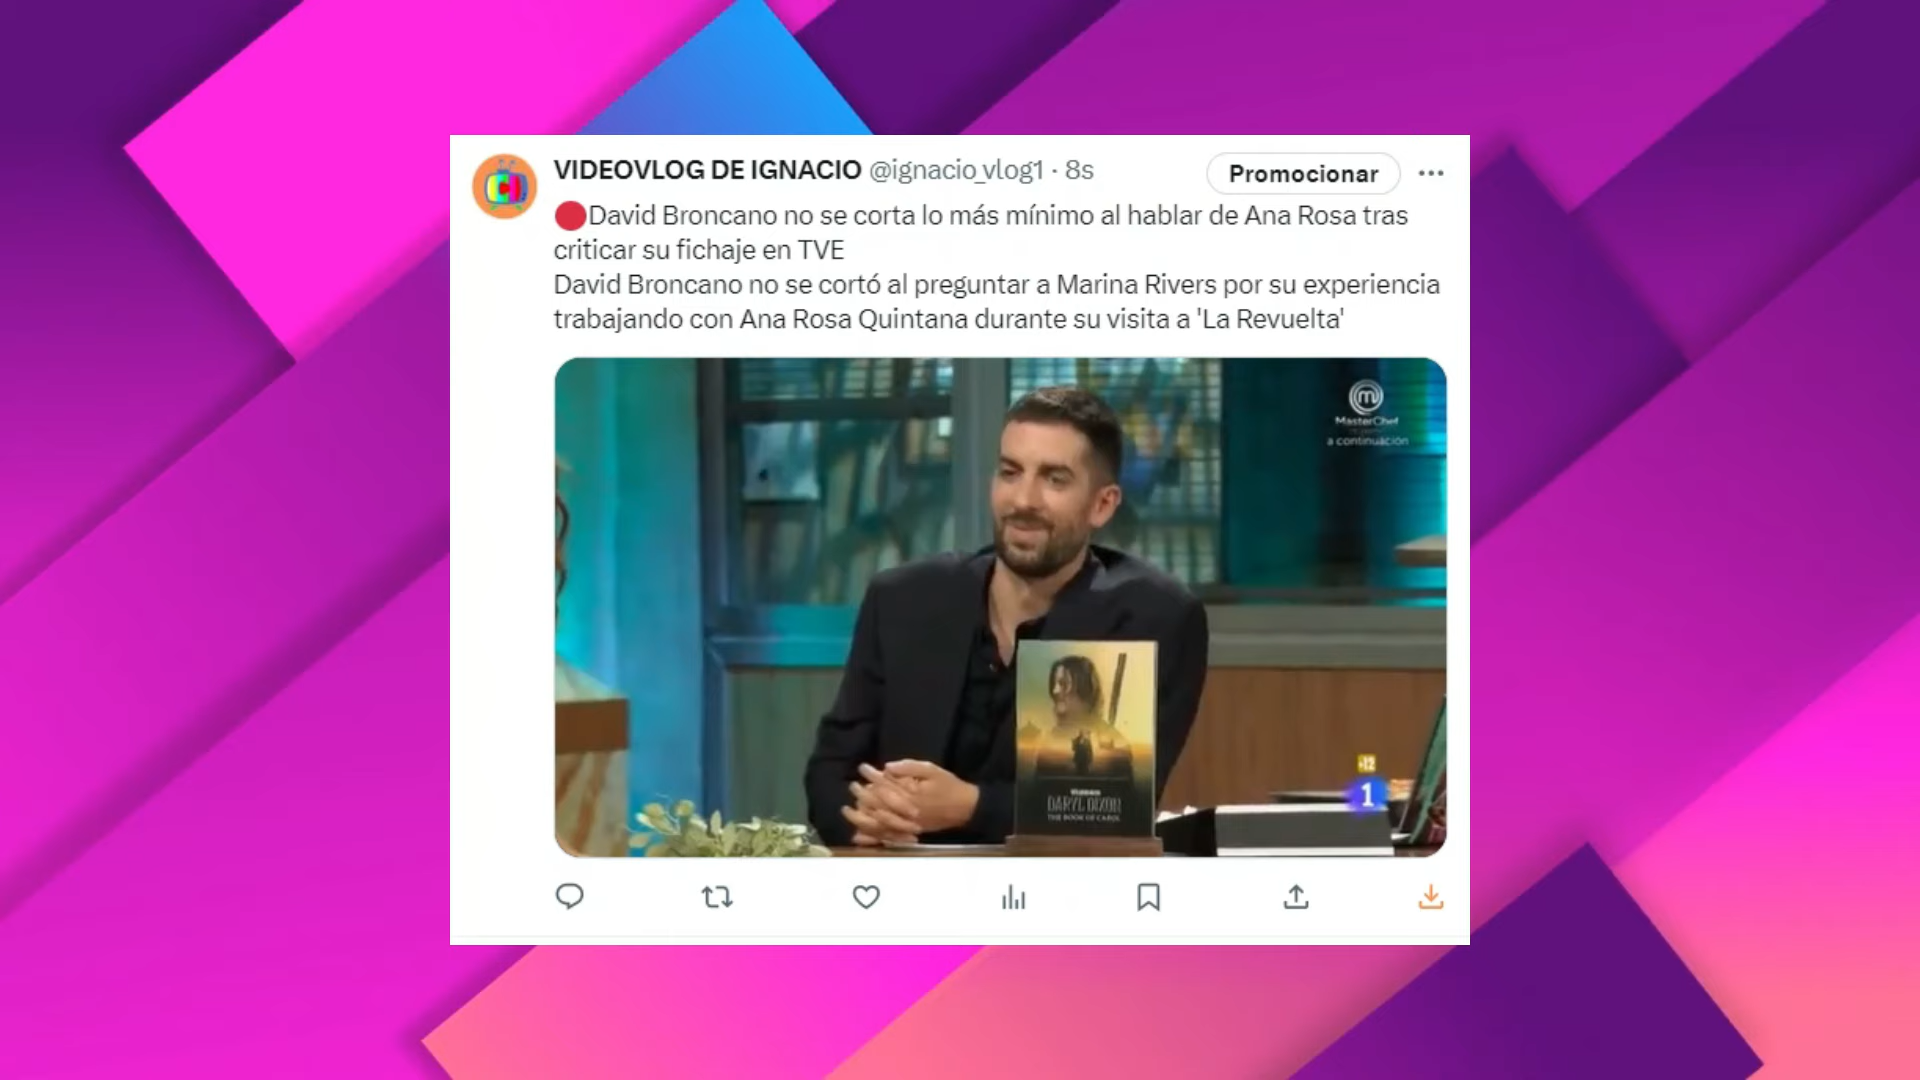 VIDEOVLOG DE IGNACIO @ignacio_vlog1 · 8s
Promocionar
David Broncano no se corta lo más mínimo al hablar de Ana Rosa tras
criticar su fichaje en TVE
David Broncano no se cortó al preguntar a Marina Rivers por su experiencia
trabajando con Ana Rosa Quintana durante su visita a 'La Revuelta'
MasterChef
a continuación
+12
1
DARYL DIXON
THE BOOK OF CAROL